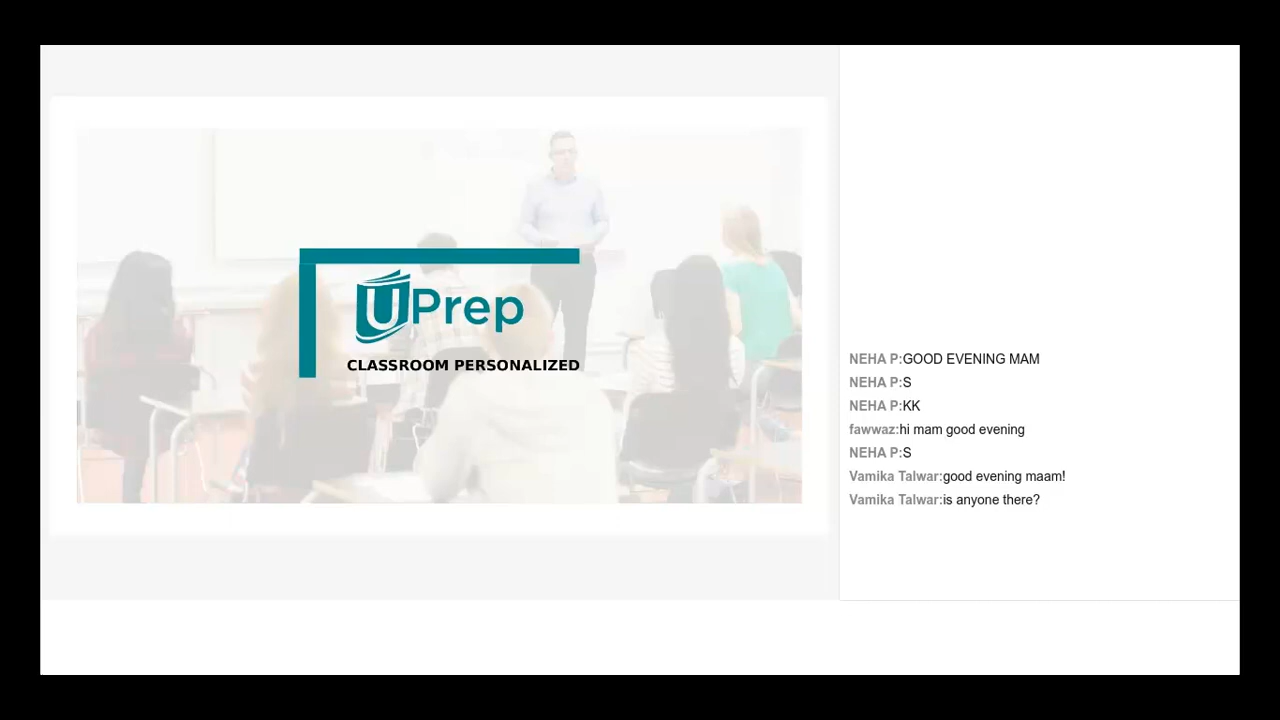 UPrep
CLASSROOM PERSONALIZED
NEHA P:GOOD EVENING MAM
NEHA P:S
NEHA P:KK
fawwaz:hi mam good evening
NEHA P:S
Vamika Talwar:good evening maam!
Vamika Talwar:is anyone there?